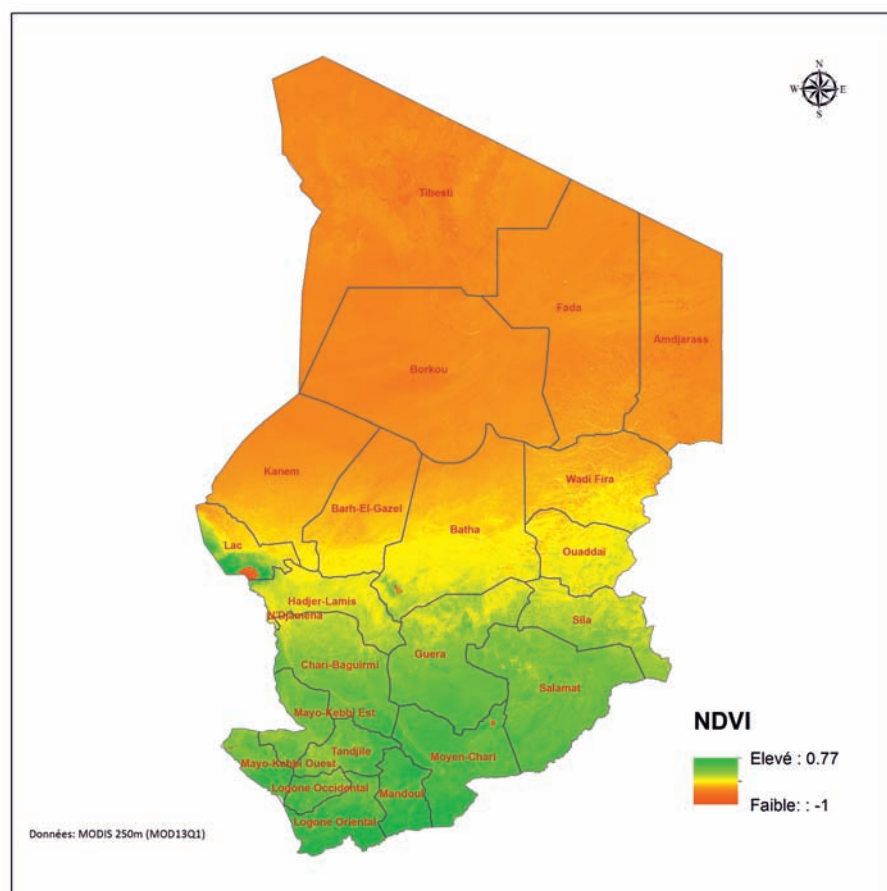 N
W E
S
Tibesti
Fada
Amdjarass
Borkou
Kanem
Wadi Fira
Barh-El-Gazel
Batha
Lac
Ouaddaï
Hadjer-Lamis
N'Djamena
Sila
Guera
Chari-Baguirmi
Salamat
Mayo-Kebbi Est
Tandjile
Moyen-Chari
Mayo-Kebbi Ouest
Logone Occidental
Mandoul
Logone Oriental
NDVI
Elevé : 0.77
Faible: : -1
Données: MODIS 250m (MOD13Q1)